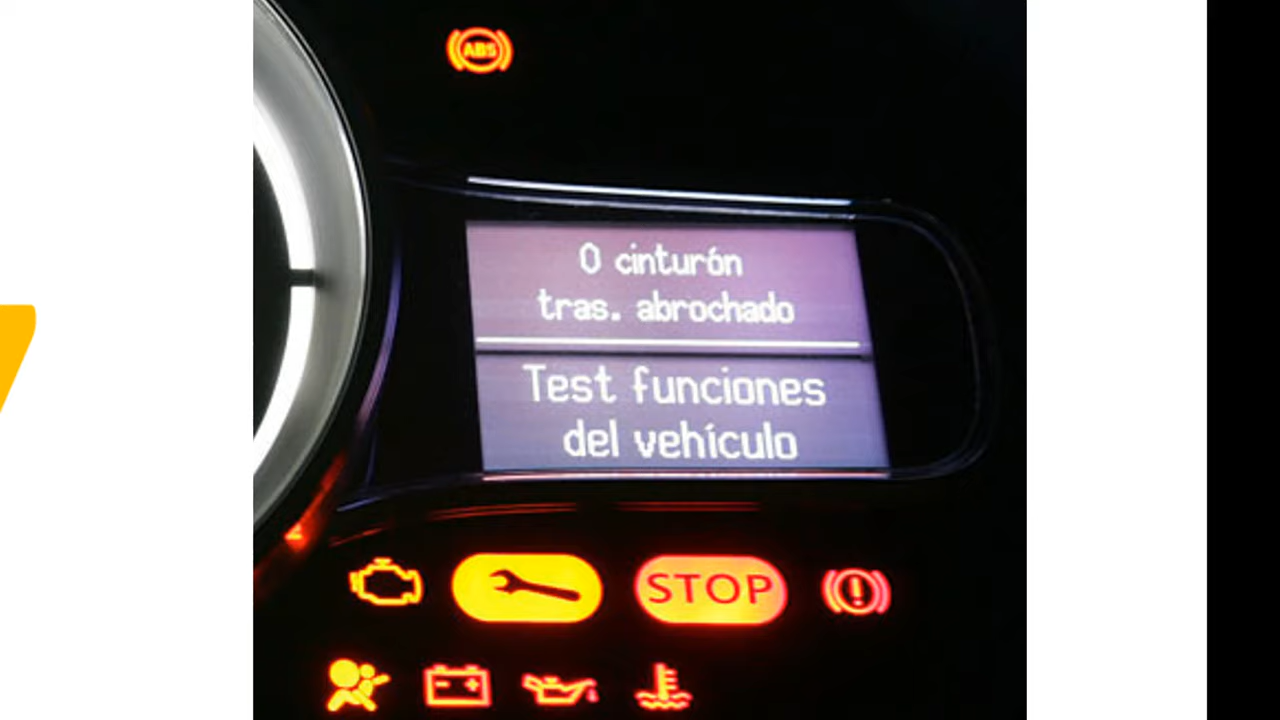 ABS
0 cinturón
tras. abrochado
Test funciones
del vehículo
STOP